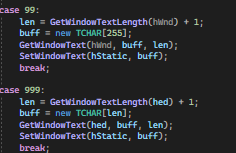 case 99:
len = GetWindowTextLength(hWnd) + 1;
buff = new TCHAR[255];
GetWindowText(hWnd, buff, len);
SetWindowText(hStatic, buff);
break;
case 999:
len = GetWindowTextLength(hed) + 1;
buff = new TCHAR[len];
GetWindowText(hed, buff, len);
SetWindowText(hStatic, buff);
break;